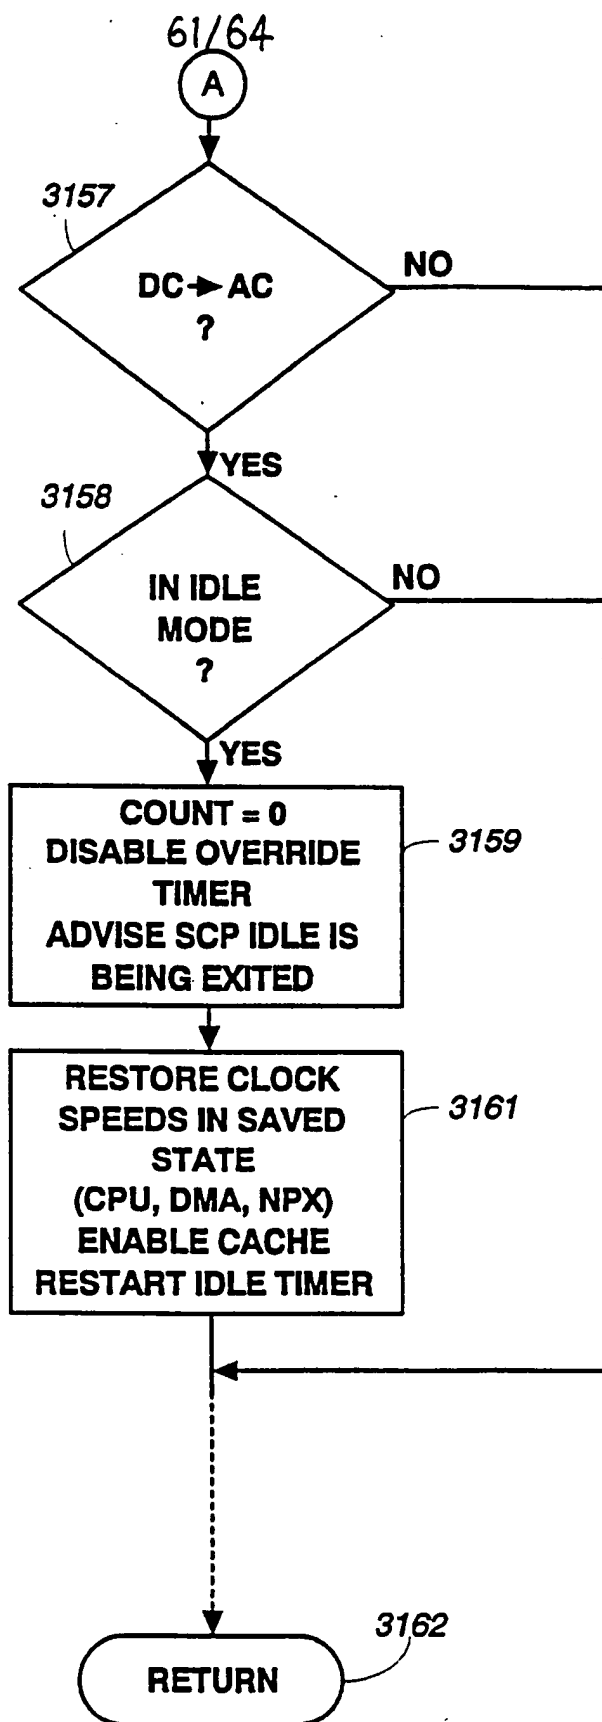 61/64
A
3157
DC→AC
?
NO
YES
3158
IN IDLE
MODE
?
NO
YES
COUNT = 0
DISABLE OVERRIDE
TIMER
ADVISE SCP IDLE IS
BEING EXITED
3159
RESTORE CLOCK
SPEEDS IN SAVED
STATE
(CPU, DMA, NPX)
ENABLE CACHE
RESTART IDLE TIMER
3161
3162
RETURN